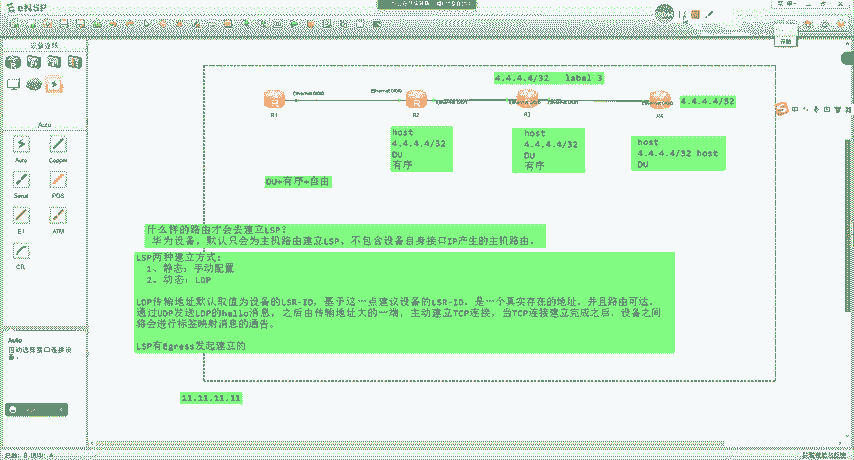 eNSP
4.4.4.4/32 label 3
Ethernet0/0/0
Ethernet0/0/0
4.4.4.4/32
R1
R2
R3
R4
host
4.4.4.4/32
DU
有序
host
4.4.4.4/32
DU
有序
host
4.4.4.4/32 host
DU
DU+有序+自由
什么样的路由才会去建立LSP？
华为设备，默认只会为主机路由建立LSP、不包含设备自身接口IP产生的主机路由.
LSP两种建立方式：
1、静态：手动配置
2、动态：LDP
LDP传输地址默认取值为设备的LSR-ID，基于这一点建议设备的LSR-ID，是一个真实存在的地址，并且路由可达.
通过UDP发送LDP的hello消息，之后由传输地址大的一端，主动建立TCP连接，当TCP连接建立完成之后，设备之间
将会进行标签映射消息的通告。
LSP有Egress发起建立的
11.11.11.11
设备连线
Auto
Auto
Copper
Serial
POS
E1
ATM
CTL
Auto
自动选择接口连接设
备。